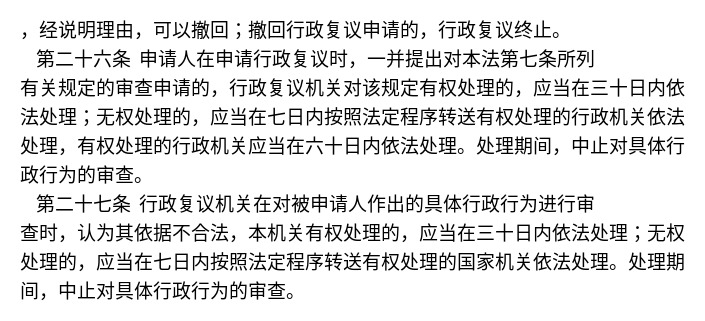 ，经说明理由，可以撤回；撤回行政复议申请的，行政复议终止。
第二十六条 申请人在申请行政复议时，一并提出对本法第七条所列
有关规定的审查申请的，行政复议机关对该规定有权处理的，应当在三十日内依
法处理；无权处理的，应当在七日内按照法定程序转送有权处理的行政机关依法
处理，有权处理的行政机关应当在六十日内依法处理。处理期间，中止对具体行
政行为的审查。
第二十七条 行政复议机关在对被申请人作出的具体行政行为进行审
查时，认为其依据不合法，本机关有权处理的，应当在三十日内依法处理；无权
处理的，应当在七日内按照法定程序转送有权处理的国家机关依法处理。处理期
间，中止对具体行政行为的审查。